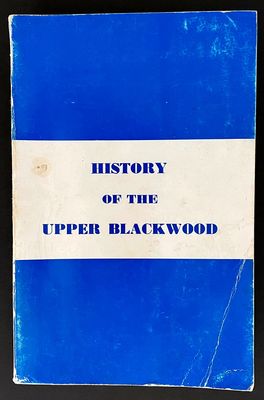 HISTORY
OF THE
UPPER BLACKWOOD